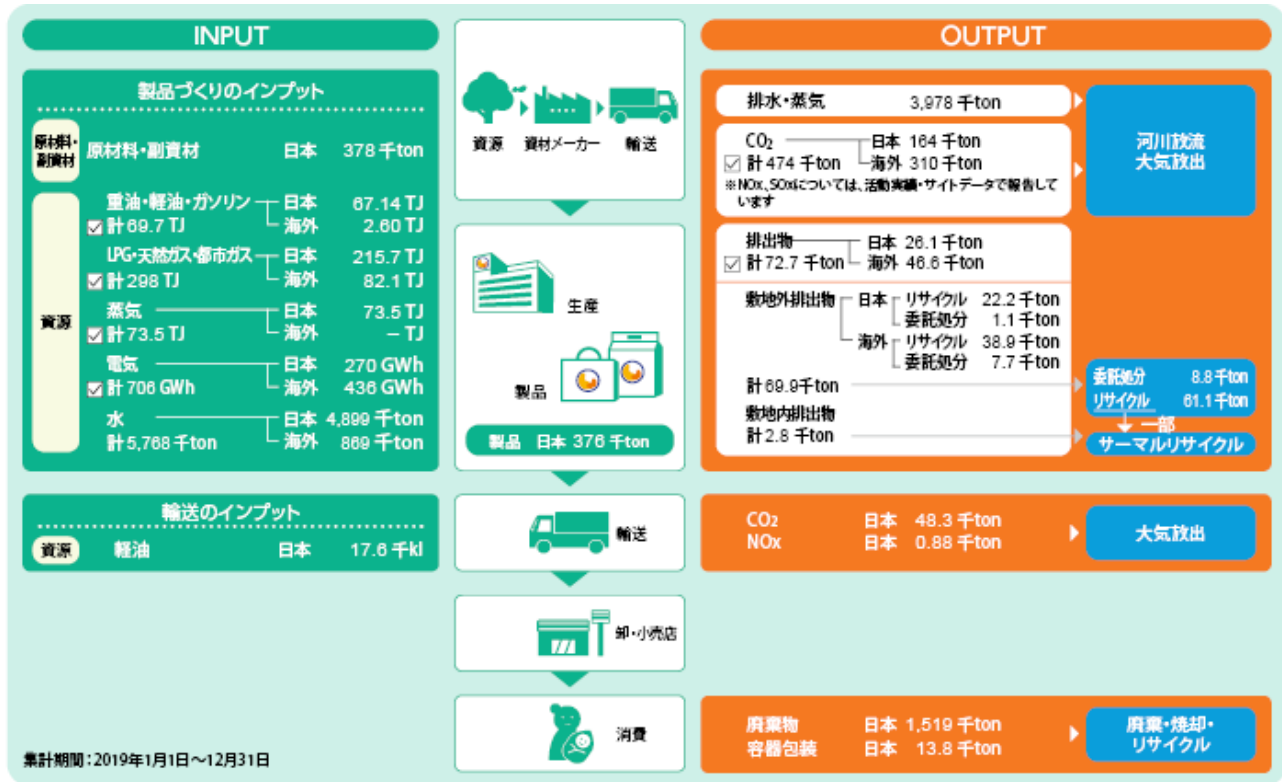 INPUT
製品づくりのインプット
原材料・副資材
原材料・副資材 日本 378 千ton
資源
重油・軽油・ガソリン 日本 67.14 TJ
計69.7 TJ 海外 2.60 TJ
LPG・天然ガス・都市ガス 日本 215.7 TJ
計298 TJ 海外 82.1 TJ
蒸気 日本 73.5 TJ
計73.5 TJ 海外 – TJ
電気 日本 270 GWh
計 706 GWh 海外 436 GWh
水 日本 4,899 千ton
計5,768 千ton 海外 869 千ton
輸送のインプット
資源 軽油 日本 17.6 千kl
集計期間：2019年1月1日～12月31日
資源 資材メーカー 輸送
生産
製品
製品 日本 376 千ton
輸送
卸・小売店
消費
OUTPUT
排水・蒸気 3,978 千ton
CO₂ 日本 164 千ton
計474 千ton 海外 310 千ton
※NOx、SOxについては、活動実績・サイトデータで報告して
います
河川放流
大気放出
排出物 日本 26.1 千ton
計72.7 千ton 海外 46.6 千ton
敷地外排出物 日本 リサイクル 22.2 千ton
委託処分 1.1 千ton
海外 リサイクル 38.9 千ton
委託処分 7.7 千ton
計69.9千ton
敷地内排出物
計2.8 千ton
委託処分 8.8千ton
リサイクル 61.1千ton
一部
サーマルリサイクル
CO₂ 日本 48.3 千ton
NOx 日本 0.88 千ton
大気放出
廃棄物 日本 1,519 千ton
容器包装 日本 13.8 千ton
廃棄・焼却・
リサイクル